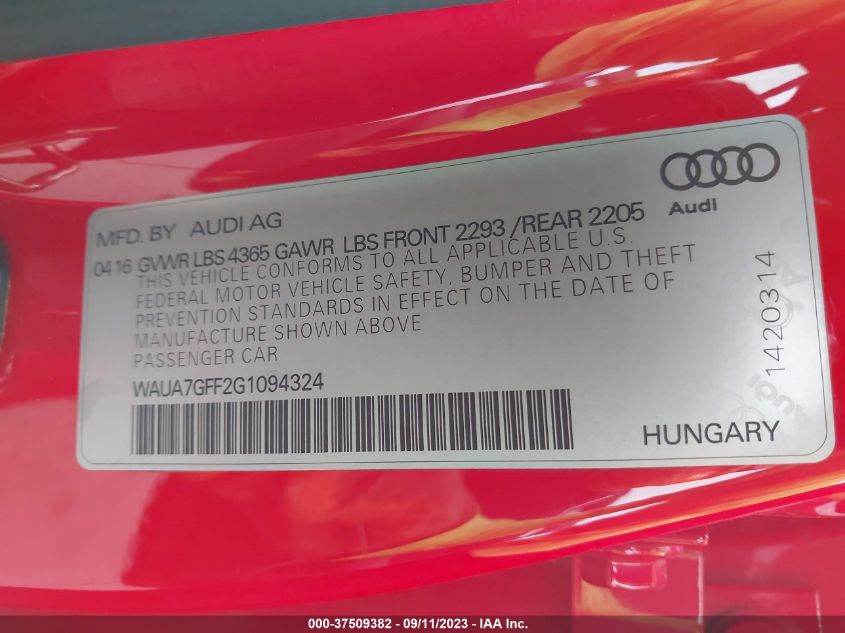 Audi
MFD. BY AUDI AG
04 16 GVWR LBS 4365 GAWR LBS FRONT 2293 /REAR 2205
THIS VEHICLE CONFORMS TO ALL APPLICABLE U.S.
FEDERAL MOTOR VEHICLE SAFETY, BUMPER AND THEFT
PREVENTION STANDARDS IN EFFECT ON THE DATE OF
MANUFACTURE SHOWN ABOVE
PASSENGER CAR
WAUA7GFF2G1094324
1420314
Audi
HUNGARY
000-37509382 - 09/11/2023 - IAA Inc.